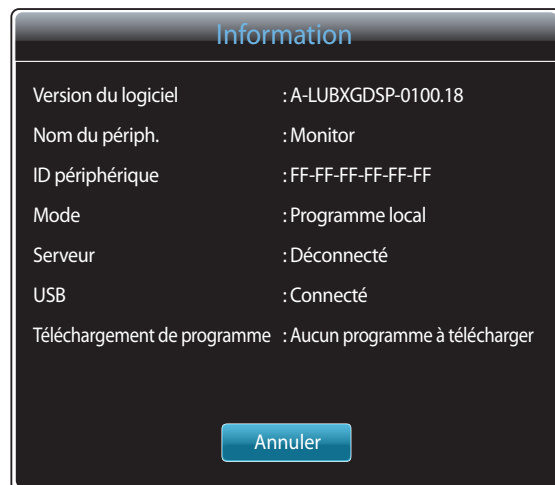 Information
Version du logiciel : A-LUBXGDSP-0100.18
Nom du périph. : Monitor
ID périphérique : FF-FF-FF-FF-FF-FF
Mode : Programme local
Serveur : Déconnecté
USB : Connecté
Téléchargement de programme : Aucun programme à télécharger
Annuler